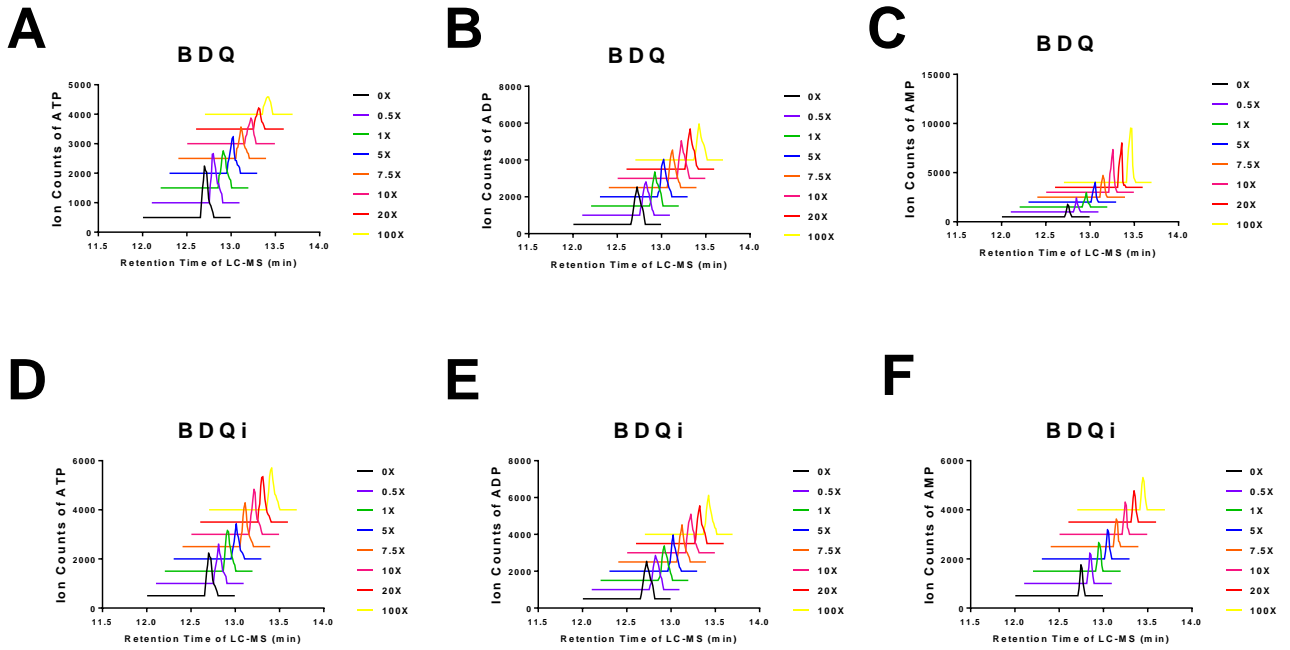 A
BDQ
Ion Counts of ATP
5000
4000
3000
2000
1000
0
11.5 12.0 12.5 13.0 13.5 14.0
Retention Time of LC-MS (min)
0X
0.5X
1X
5X
7.5X
10X
20X
100X
B
BDQ
Ion Counts of ADP
8000
6000
4000
2000
0
11.5 12.0 12.5 13.0 13.5 14.0
Retention Time of LC-MS (min)
0X
0.5X
1X
5X
7.5X
10X
20X
100X
C
BDQ
Ion Counts of AMP
15000
10000
5000
0
11.5 12.0 12.5 13.0 13.5 14.0
Retention Time of LC-MS (min)
0X
0.5X
1X
5X
7.5X
10X
20X
100X
D
BDQi
Ion Counts of ATP
6000
4000
2000
0
11.5 12.0 12.5 13.0 13.5 14.0
Retention Time of LC-MS (min)
0X
0.5X
1X
5X
7.5X
10X
20X
100X
E
BDQi
Ion Counts of ADP
8000
6000
4000
2000
0
11.5 12.0 12.5 13.0 13.5 14.0
Retention Time of LC-MS (min)
0X
0.5X
1X
5X
7.5X
10X
20X
100X
F
BDQi
Ion Counts of AMP
6000
4000
2000
0
11.5 12.0 12.5 13.0 13.5 14.0
Retention Time of LC-MS (min)
0X
0.5X
1X
5X
7.5X
10X
20X
100X